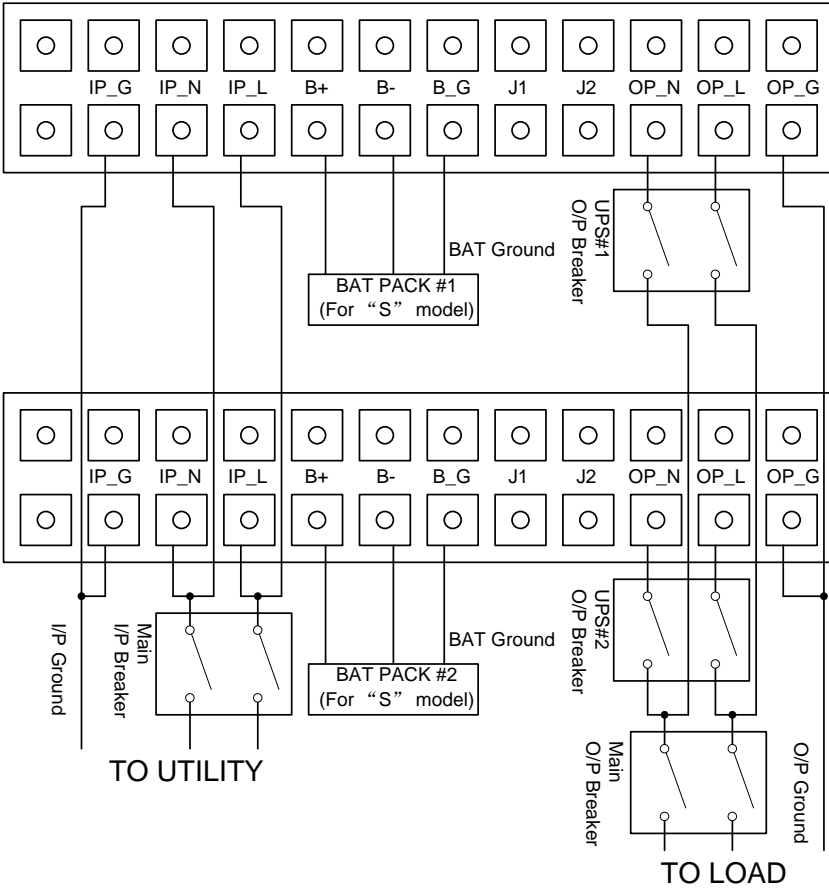 IP_G IP_N IP_L B+ B- B_G J1 J2 OP_N OP_L OP_G
UPS#1
O/P Breaker
BAT Ground
BAT PACK #1
(For “S” model)
IP_G IP_N IP_L B+ B- B_G J1 J2 OP_N OP_L OP_G
I/P Ground
Main
I/P Breaker
BAT Ground
BAT PACK #2
(For “S” model)
UPS#2
O/P Breaker
TO UTILITY
Main
O/P Breaker
O/P Ground
TO LOAD